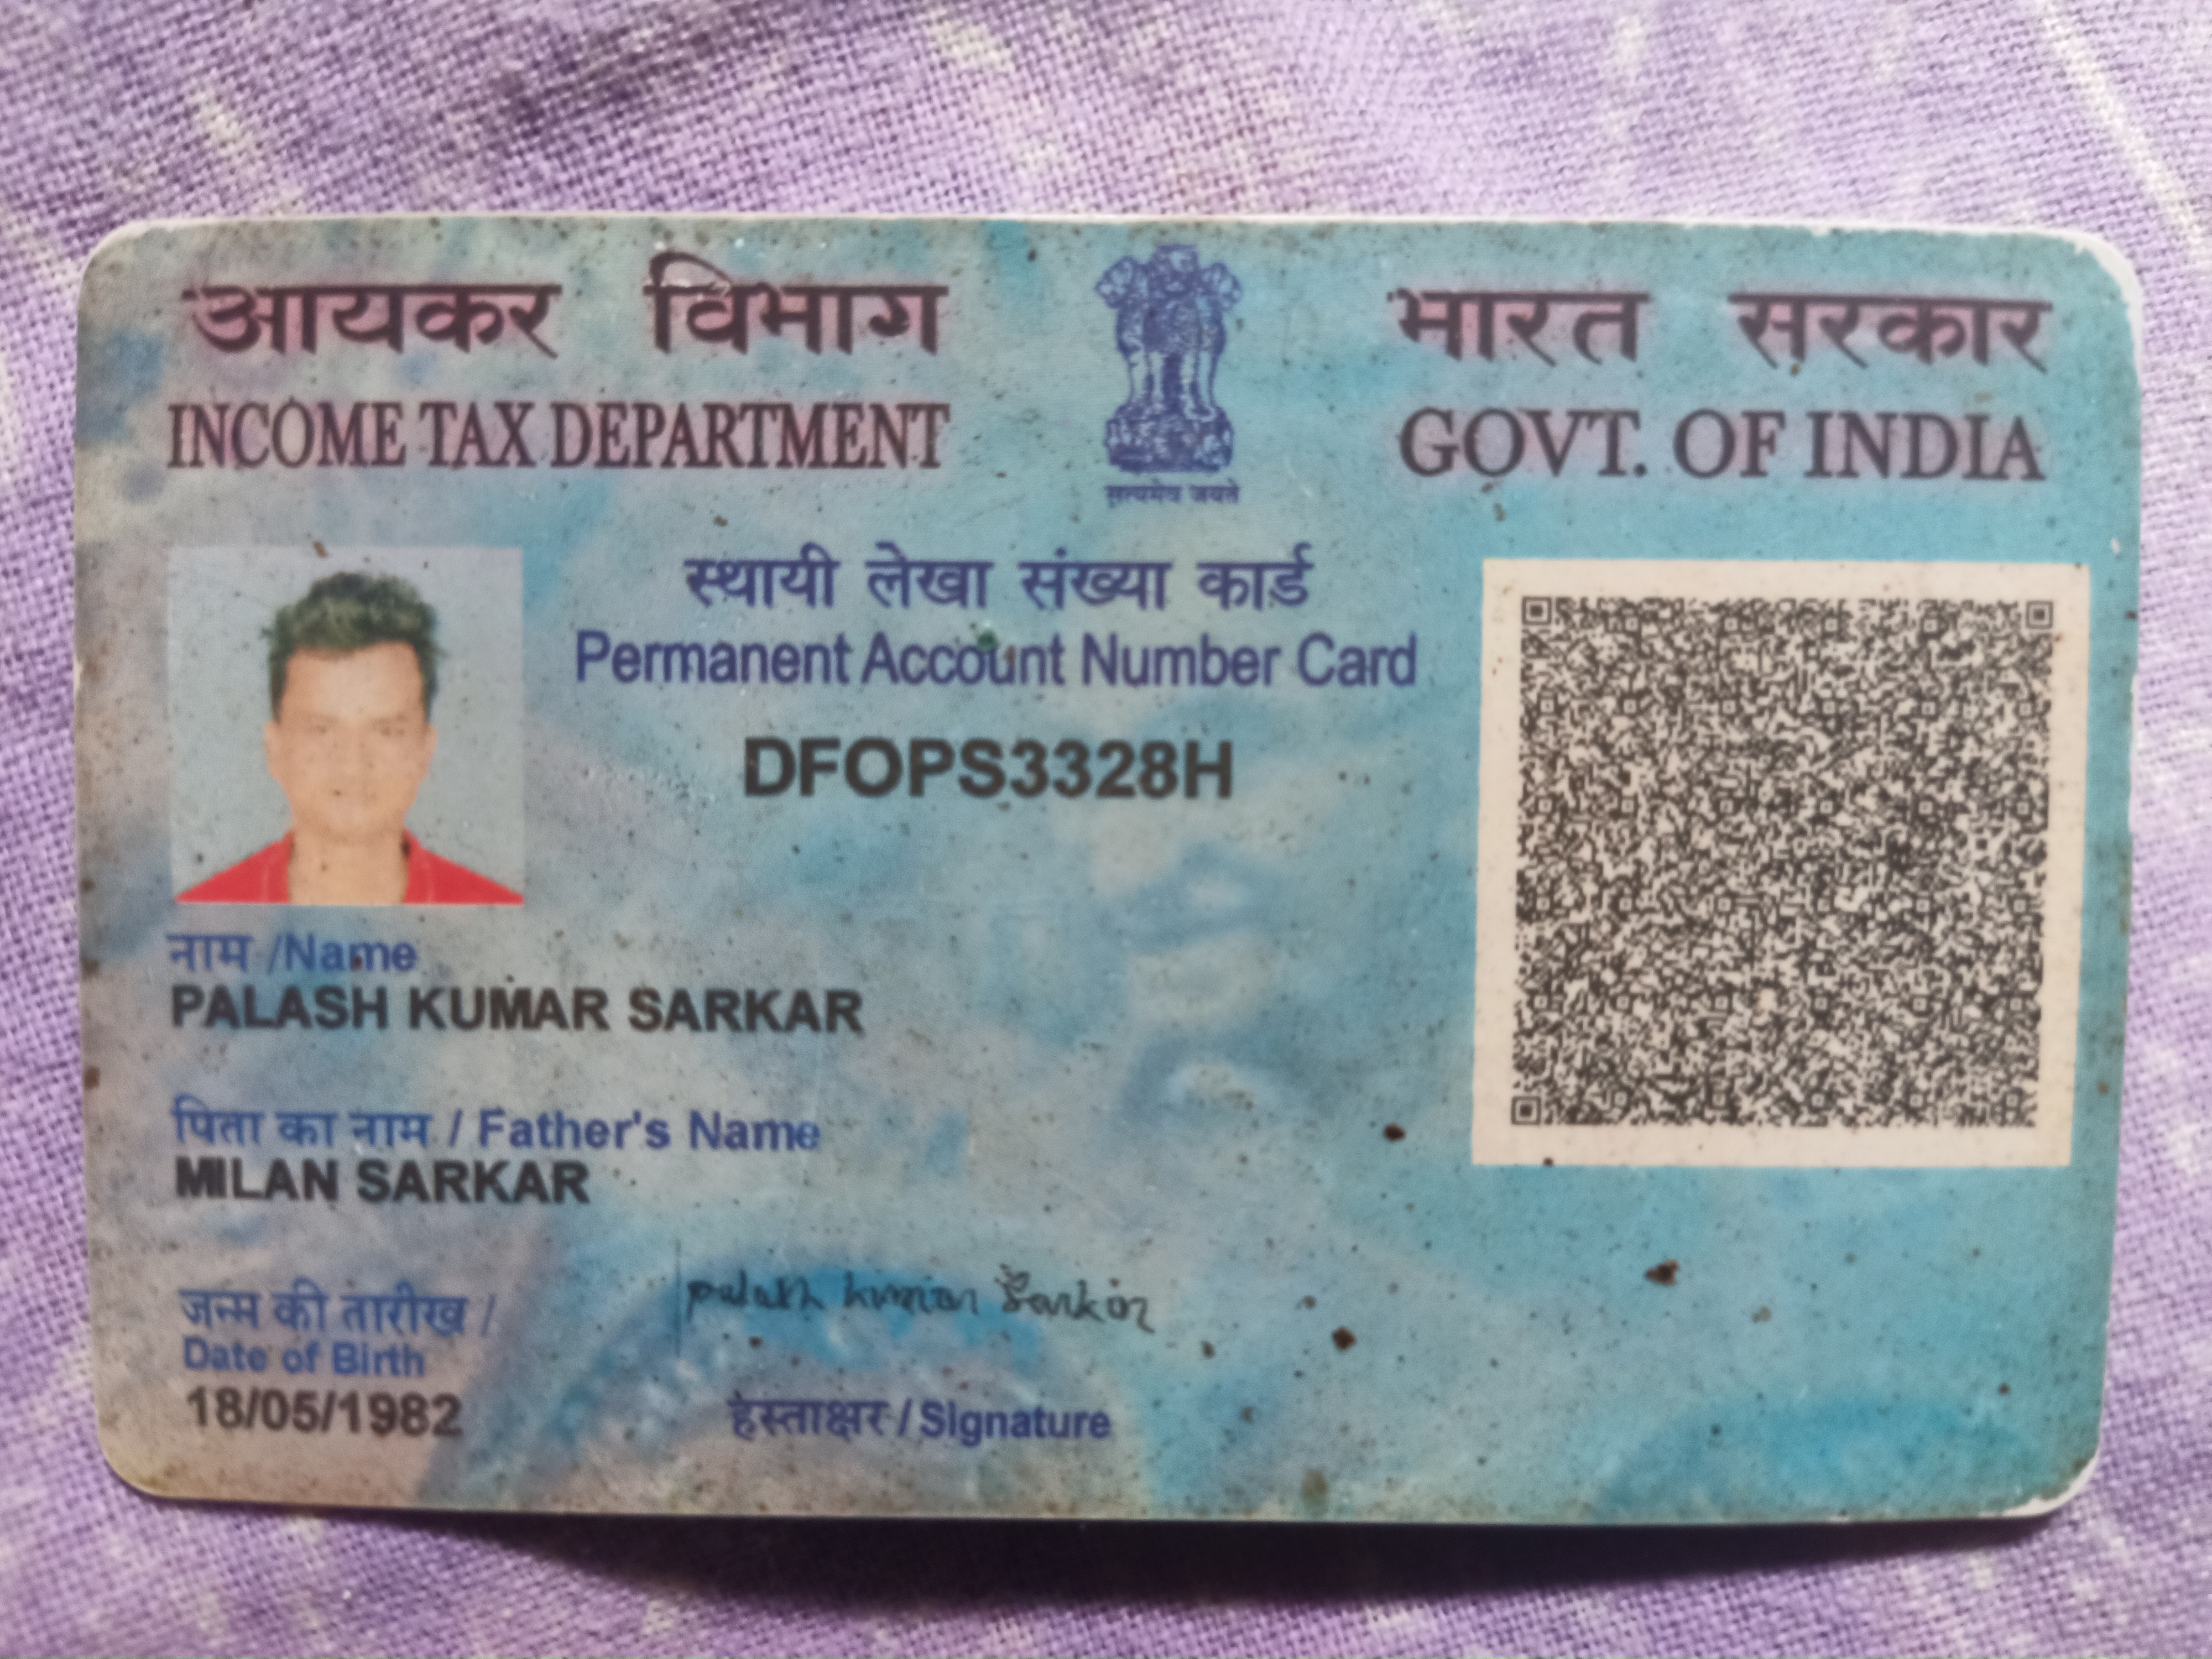 आयकर विभाग
INCOME TAX DEPARTMENT
सत्यमेव जयते
भारत सरकार
GOVT. OF INDIA
स्थायी लेखा संख्या कार्ड
Permanent Account Number Card
DFOPS3328H
नाम /Name
PALASH KUMAR SARKAR
पिता का नाम / Father's Name
MILAN SARKAR
जन्म की तारीख /
Date of Birth
18/05/1982
palash kumar Sarkar
हस्ताक्षर / Signature